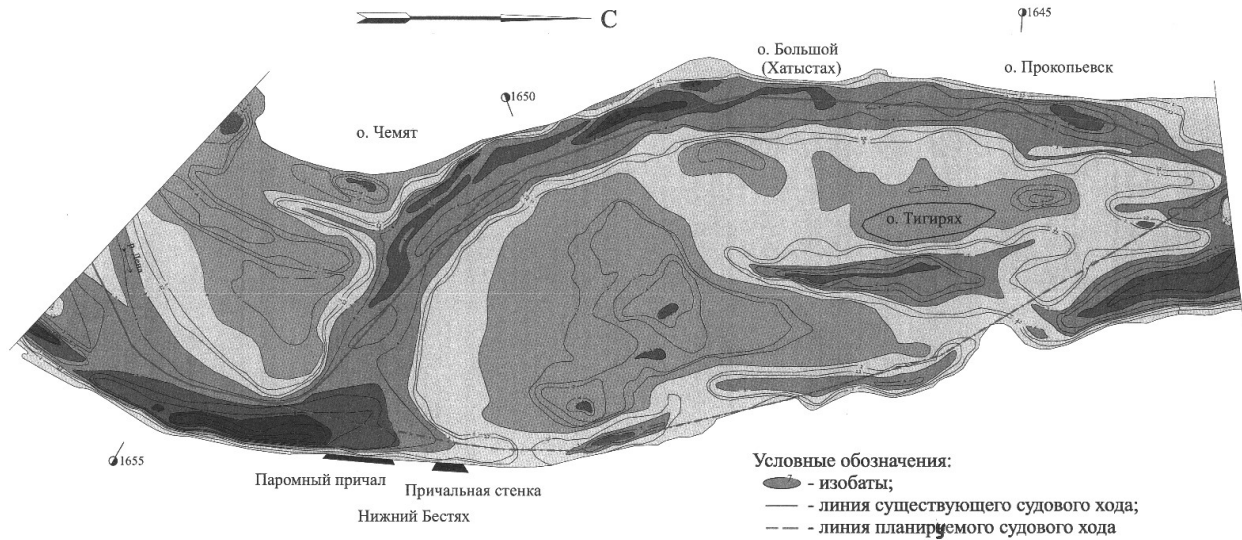 С
1645
о. Большой
(Хатыстах)
о. Прокопьевск
1650
о. Чемят
о. Тигирях
р. Лена
1655
Паромный причал
Причальная стенка
Нижний Бестях
Условные обозначения:
- изобаты;
- линия существующего судового хода;
- линия планируемого судового хода